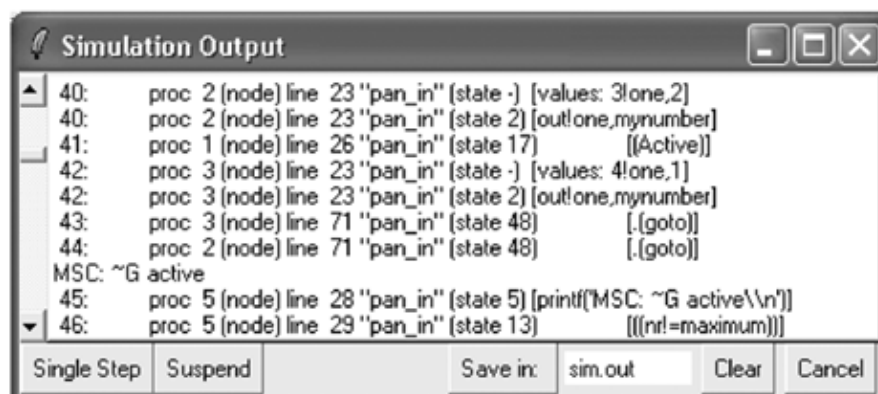 Simulation Output
40: proc 2 (node) line 23 "pan_in" (state -) [values: 3!one,2]
40: proc 2 (node) line 23 "pan_in" (state 2) [out!one,mynumber]
41: proc 1 (node) line 26 "pan_in" (state 17) [(Active)]
42: proc 3 (node) line 23 "pan_in" (state -) [values: 4!one,1]
42: proc 3 (node) line 23 "pan_in" (state 2) [out!one,mynumber]
43: proc 3 (node) line 71 "pan_in" (state 48) [.(goto)]
44: proc 2 (node) line 71 "pan_in" (state 48) [.(goto)]
MSC: ~G active
45: proc 5 (node) line 28 "pan_in" (state 5) [printf('MSC: ~G active\\n')]
46: proc 5 (node) line 29 "pan_in" (state 13) [((nr!=maximum))]
Single Step Suspend Save in: sim.out Clear Cancel